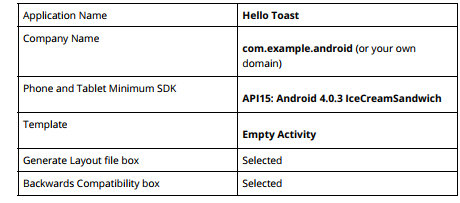 Application Name Hello Toast
Company Name
com.example.android (or your own
domain)
Phone and Tablet Minimum SDK
API15: Android 4.0.3 IceCreamSandwich
Template
Empty Activity
Generate Layout file box Selected
Backwards Compatibility box Selected